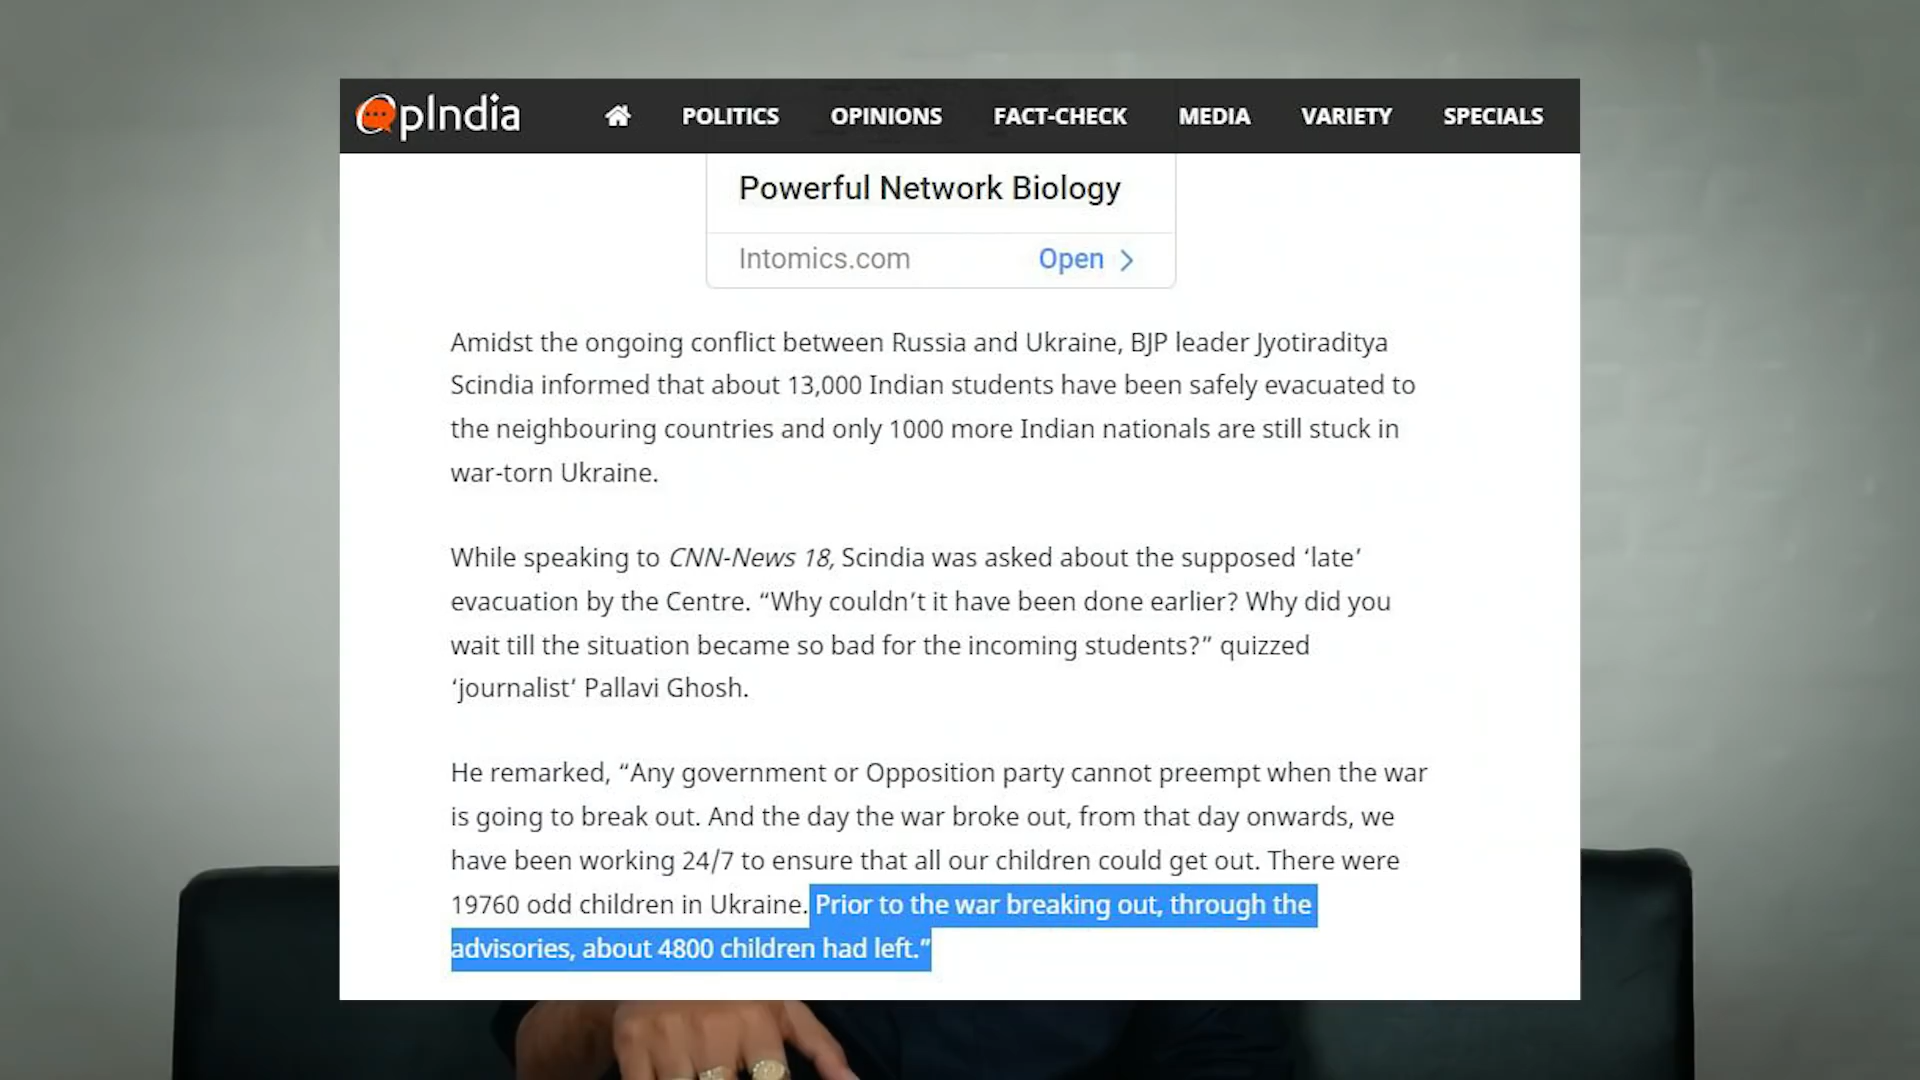 OpIndia
POLITICS
OPINIONS
FACT-CHECK
MEDIA
VARIETY
SPECIALS
Powerful Network Biology
Intomics.com
Open
Amidst the ongoing conflict between Russia and Ukraine, BJP leader Jyotiraditya
Scindia informed that about 13,000 Indian students have been safely evacuated to
the neighbouring countries and only 1000 more Indian nationals are still stuck in
war-torn Ukraine.
While speaking to CNN-News 18, Scindia was asked about the supposed ‘late’
evacuation by the Centre. “Why couldn’t it have been done earlier? Why did you
wait till the situation became so bad for the incoming students?” quizzed
‘journalist’ Pallavi Ghosh.
He remarked, “Any government or Opposition party cannot preempt when the war
is going to break out. And the day the war broke out, from that day onwards, we
have been working 24/7 to ensure that all our children could get out. There were
19760 odd children in Ukraine. Prior to the war breaking out, through the
advisories, about 4800 children had left.”